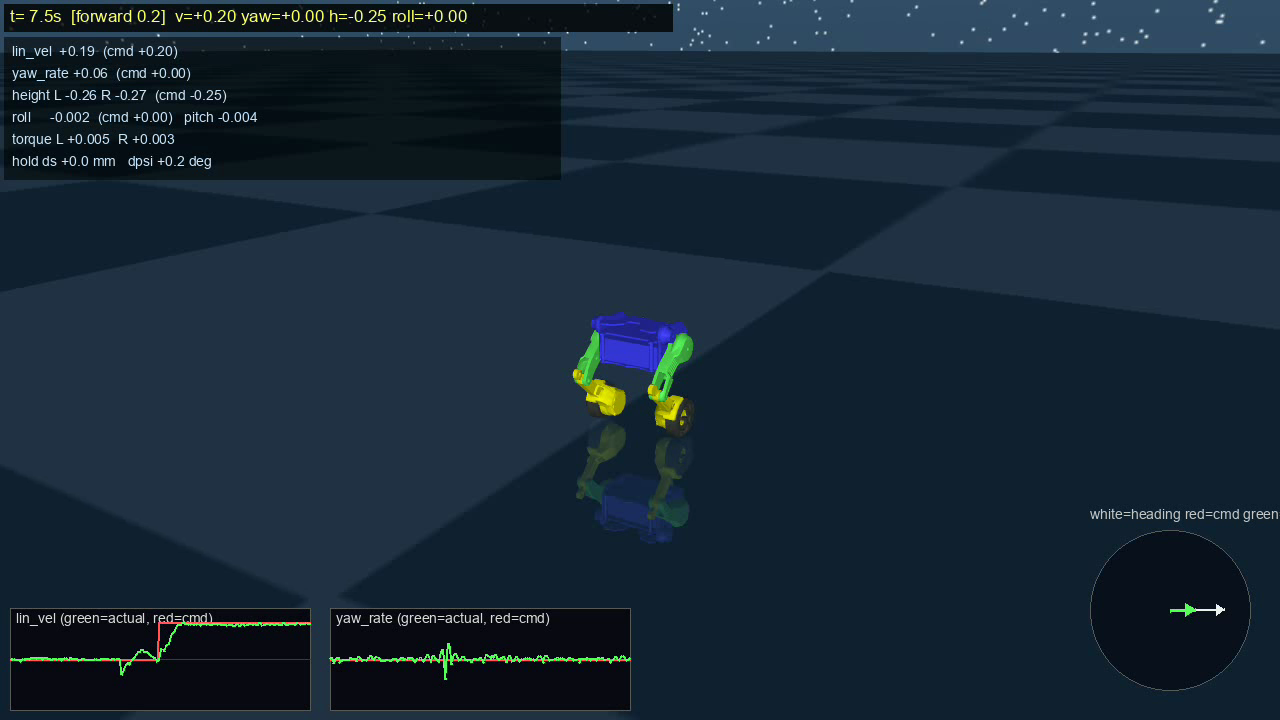 t= 7.5s  [forward 0.2]  v=+0.20 yaw=+0.00 h=-0.25 roll=+0.00
lin_vel  +0.19  (cmd +0.20)
yaw_rate +0.06  (cmd +0.00)
height L -0.26 R -0.27  (cmd -0.25)
roll     -0.002  (cmd +0.00)   pitch -0.004
torque L +0.005  R +0.003
hold ds +0.0 mm   dpsi +0.2 deg
white=heading red=cmd green
lin_vel (green=actual, red=cmd)
yaw_rate (green=actual, red=cmd)